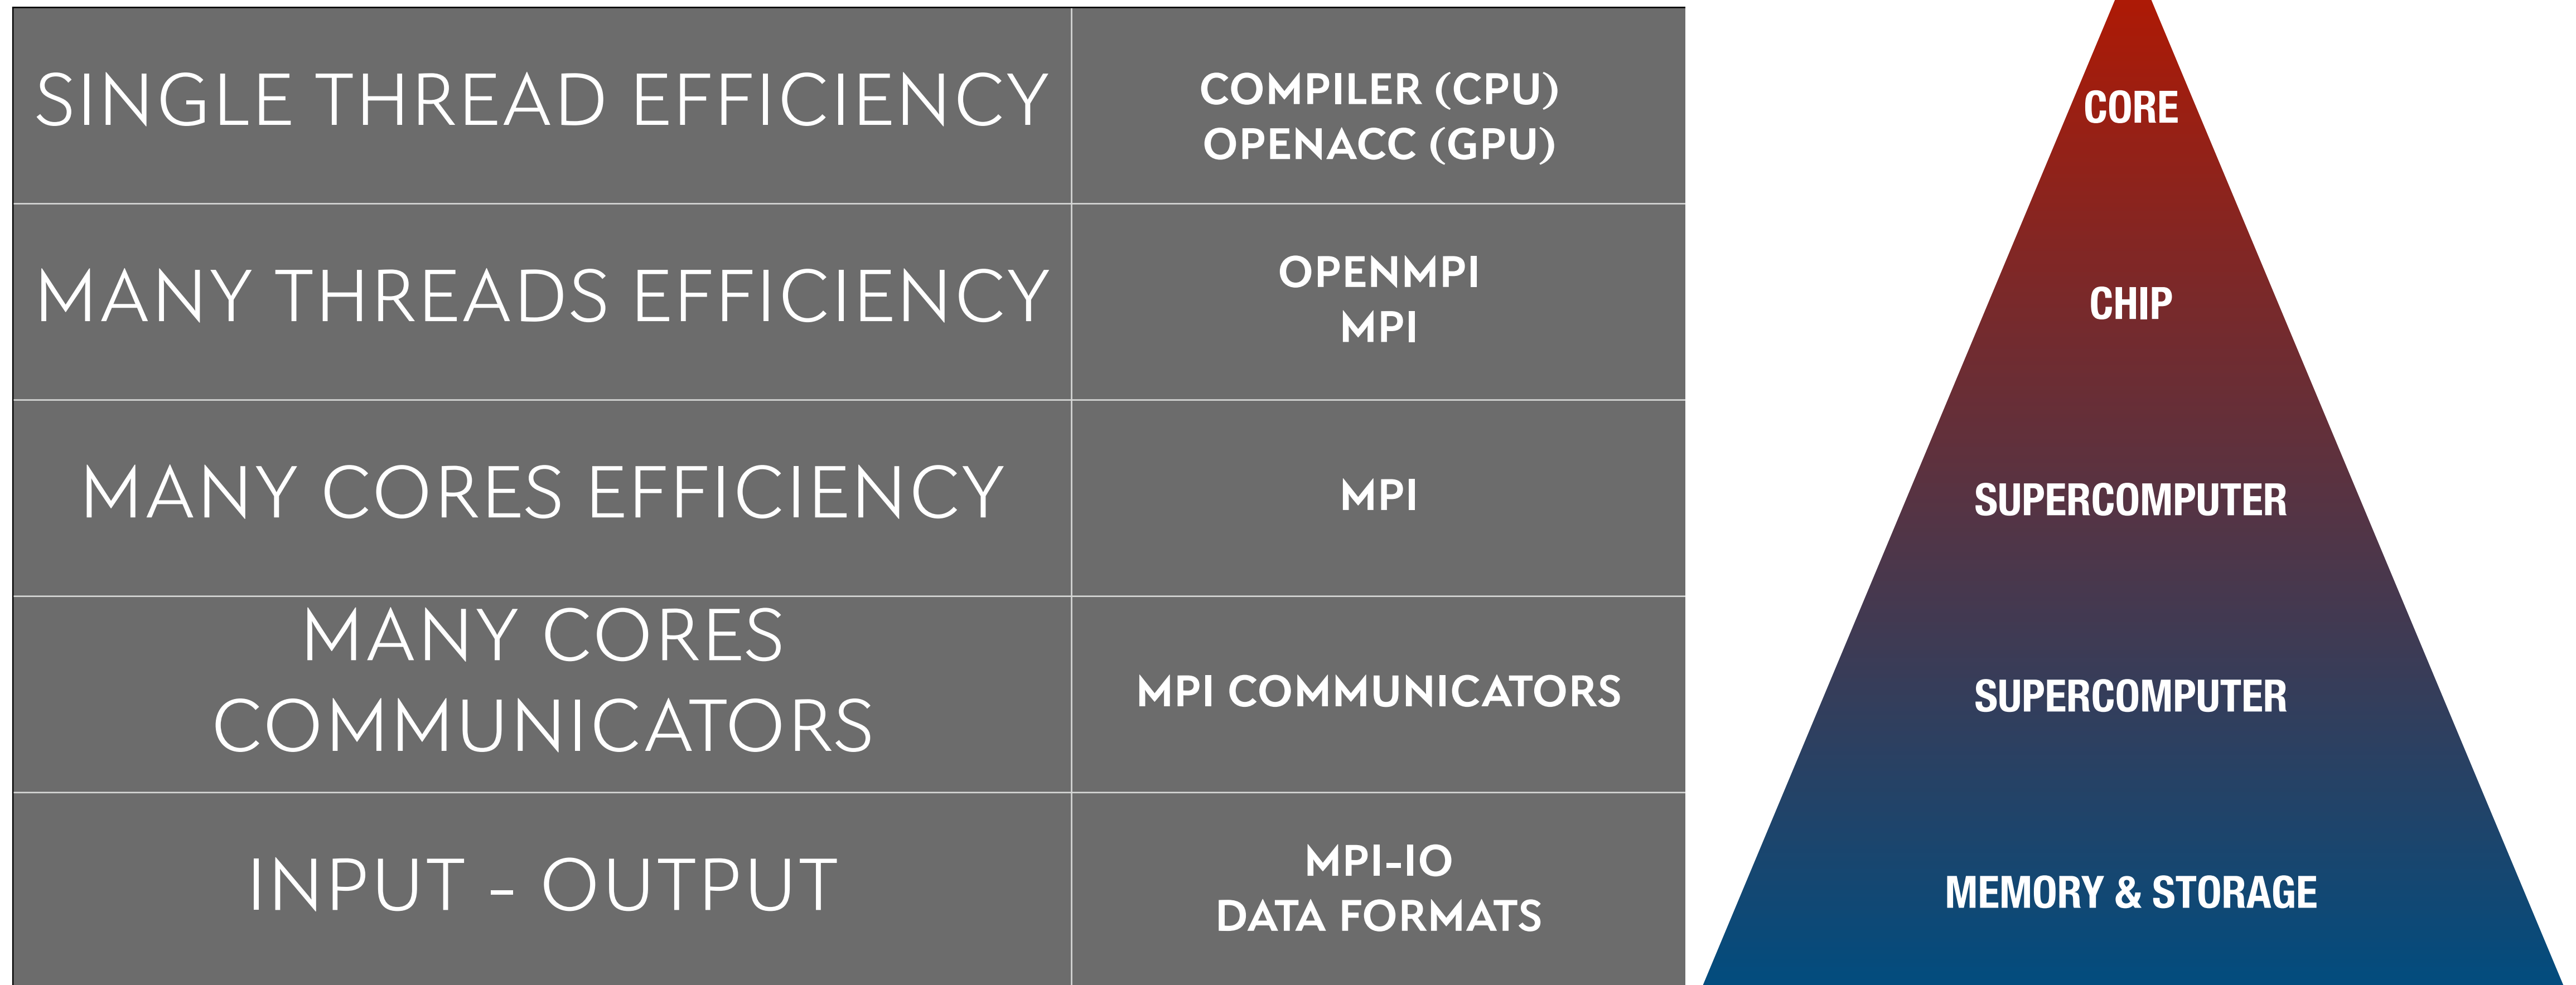 SINGLE THREAD EFFICIENCY
COMPILER (CPU)
OPENACC (GPU)
CORE
MANY THREADS EFFICIENCY
OPENMPI
MPI
CHIP
MANY CORES EFFICIENCY
MPI
SUPERCOMPUTER
MANY CORES
COMMUNICATORS
MPI COMMUNICATORS
SUPERCOMPUTER
INPUT - OUTPUT
MPI-IO
DATA FORMATS
MEMORY & STORAGE